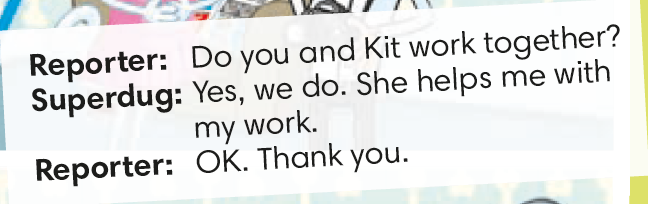 Reporter: Do you and Kit work together?
Superdug: Yes, we do. She helps me with
my work.
Reporter: OK. Thank you.